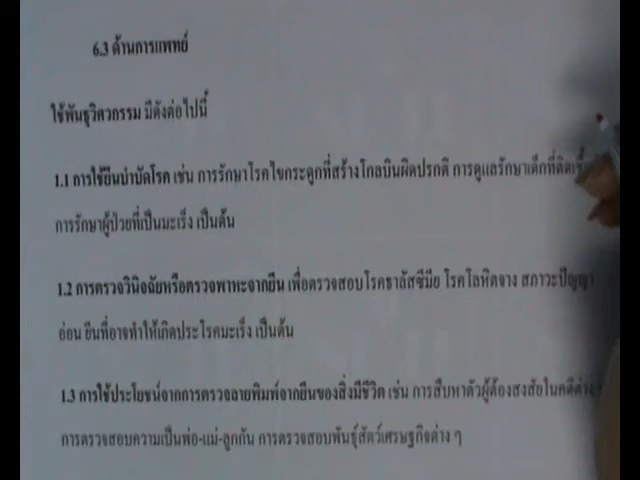 6.3 ด้านการแพทย์
ใช้พันธุวิศวกรรม มีดังต่อไปนี้
1.1 การใช้ยีนบำบัดโรค เช่น การรักษาโรคไขกระดูกที่สร้างโกลบินผิดปรกติ การดูแลรักษาเด็กที่ติดเชื้อ
การรักษาผู้ป่วยที่เป็นมะเร็ง เป็นต้น
1.2 การตรวจวินิจฉัยหรือตรวจพาหะจากยีน เพื่อตรวจสอบโรคธาลัสซีเมีย โรคโลหิตจาง สภาวะปัญญา
อ่อน ยีนที่อาจทำให้เกิดประโรคมะเร็ง เป็นต้น
1.3 การใช้ประโยชน์จากการตรวจลายพิมพ์จากยีนของสิ่งมีชีวิต เช่น การสืบหาตัวผู้ต้องสงสัยในคดีต่าง
การตรวจสอบความเป็นพ่อ-แม่-ลูกกัน การตรวจสอบพันธุ์สัตว์เศรษฐกิจต่าง ๆ